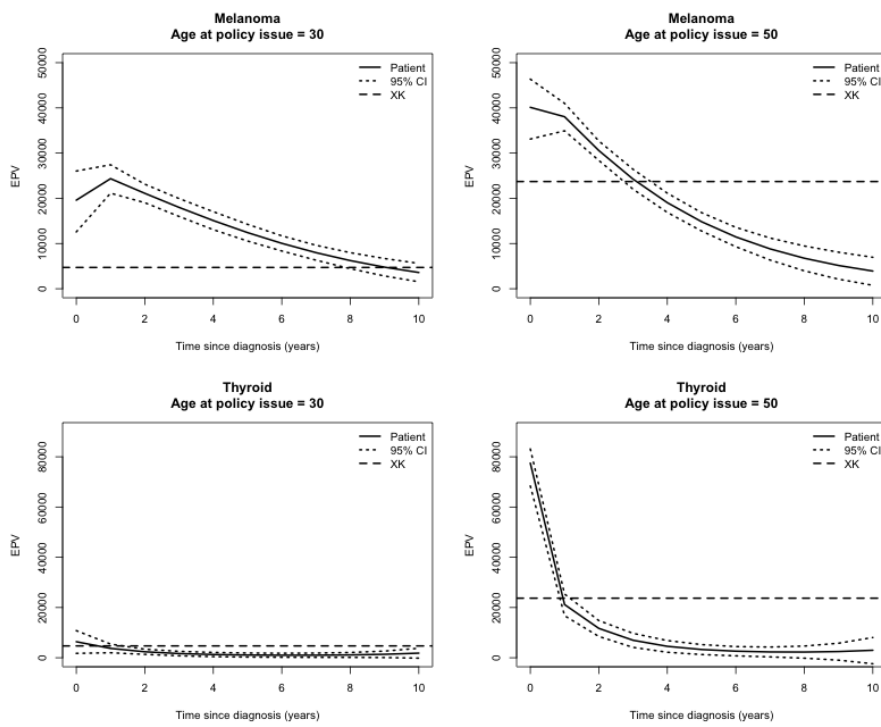 Melanoma
Age at policy issue = 30
Patient
95% CI
XK
50000
40000
30000
20000
10000
0
EPV
0 2 4 6 8 10
Time since diagnosis (years)
Melanoma
Age at policy issue = 50
Patient
95% CI
XK
50000
40000
30000
20000
10000
0
EPV
0 2 4 6 8 10
Time since diagnosis (years)
Thyroid
Age at policy issue = 30
Patient
95% CI
XK
80000
60000
40000
20000
0
EPV
0 2 4 6 8 10
Time since diagnosis (years)
Thyroid
Age at policy issue = 50
Patient
95% CI
XK
80000
60000
40000
20000
0
EPV
0 2 4 6 8 10
Time since diagnosis (years)